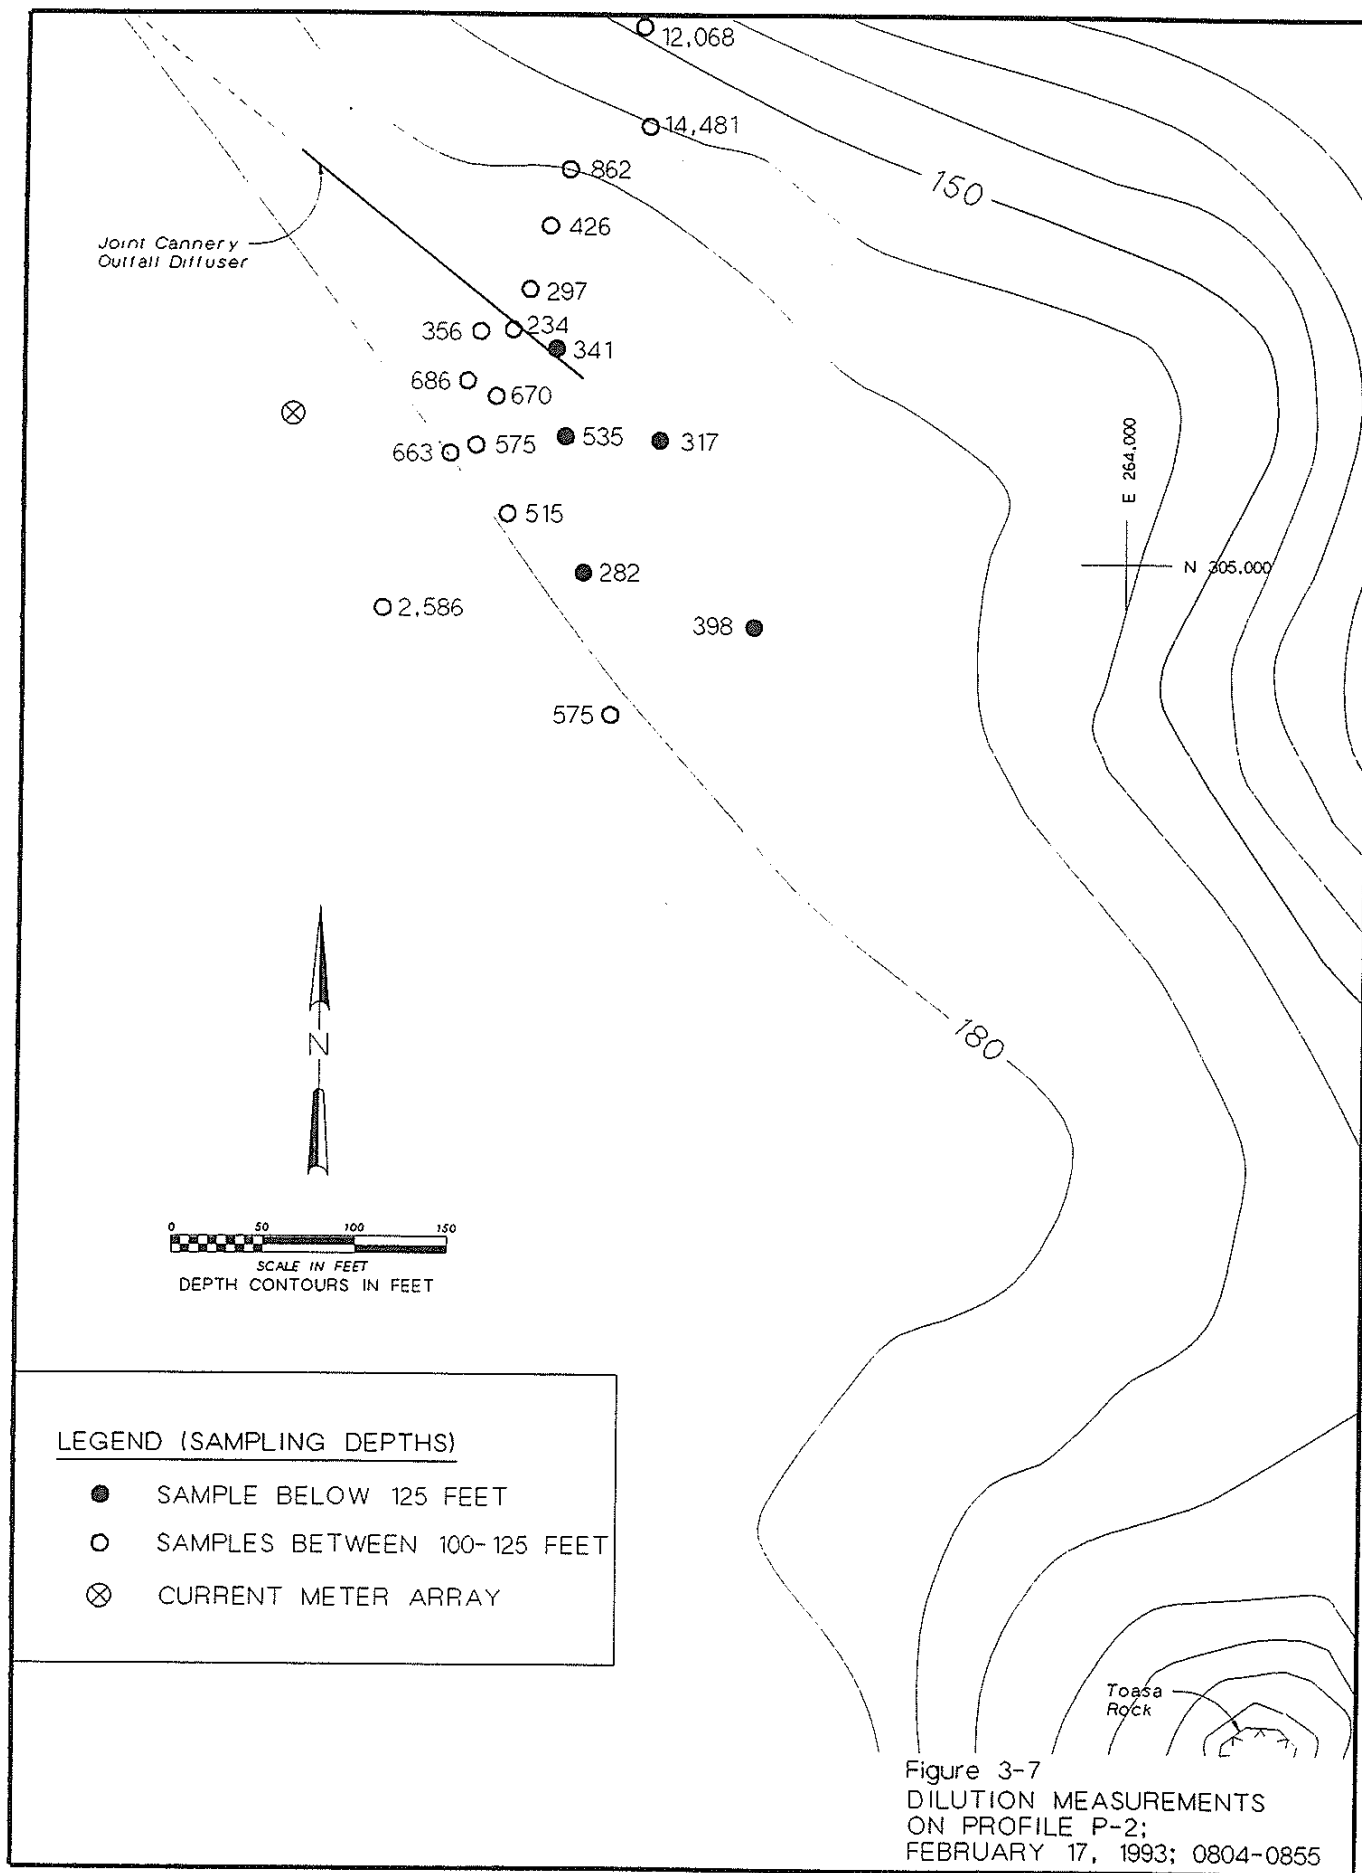 12,068
14,481
862
150
426
Joint Cannery
Outfall Diffuser
297
356
234
341
686
670
535
317
663
575
E 264,000
515
N 305,000
282
2,586
398
575
180
N
0 50 100 150
SCALE IN FEET
DEPTH CONTOURS IN FEET
LEGEND (SAMPLING DEPTHS)
SAMPLE BELOW 125 FEET
SAMPLES BETWEEN 100-125 FEET
CURRENT METER ARRAY
Toasa
Rock
Figure 3-7
DILUTION MEASUREMENTS
ON PROFILE P-2;
FEBRUARY 17, 1993; 0804-0855